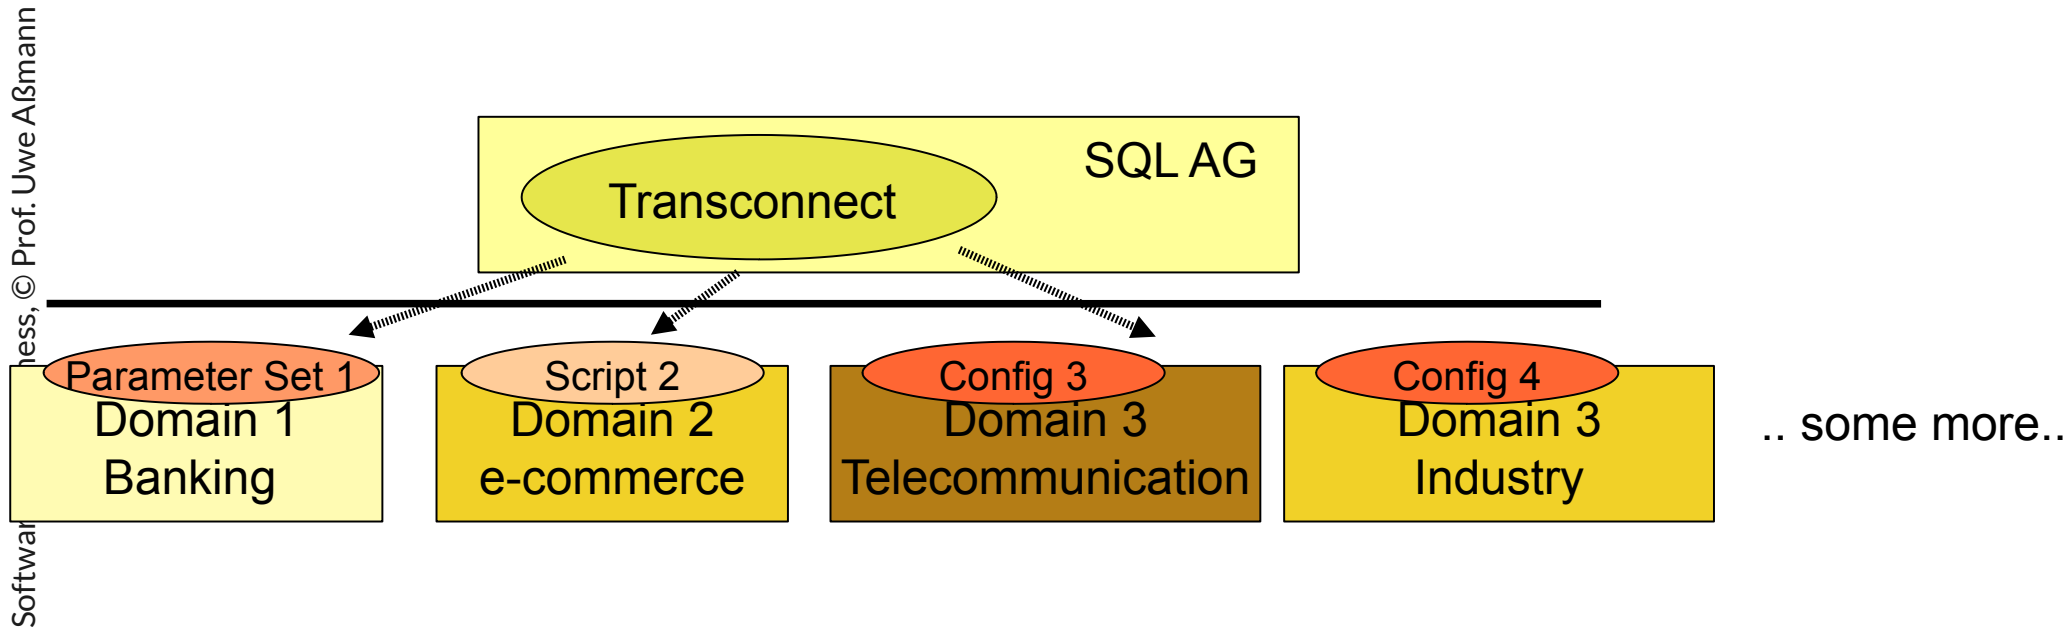 SQL AG
Transconnect
Parameter Set 1
Domain 1
Banking
Script 2
Domain 2
e-commerce
Config 3
Domain 3
Telecommunication
Config 4
Domain 3
Industry
.. some more..
, © Prof. Uwe Aßmann